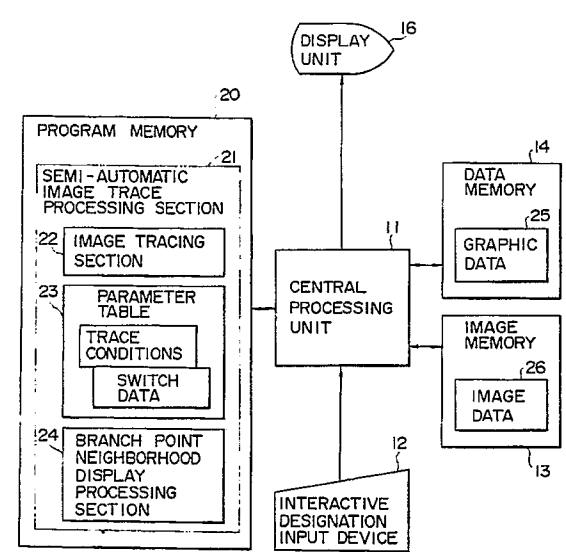 16
DISPLAY
UNIT
20
PROGRAM MEMORY
21
SEMI-AUTOMATIC
IMAGE TRACE
PROCESSING SECTION
22
IMAGE TRACING
SECTION
23
PARAMETER
TABLE
TRACE
CONDITIONS
SWITCH
DATA
24
BRANCH POINT
NEIGHBORHOOD
DISPLAY
PROCESSING
SECTION
11
CENTRAL
PROCESSING
UNIT
14
DATA
MEMORY
25
GRAPHIC
DATA
IMAGE
MEMORY
26
IMAGE
DATA
13
12
INTERACTIVE
DESIGNATION
INPUT DEVICE